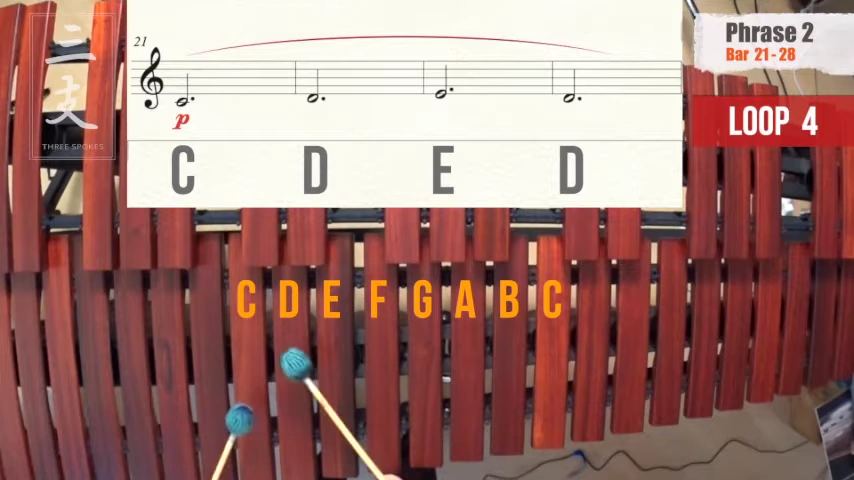 三
支
THREE SPOKES
21
p
C D E D
Phrase 2
Bar 21 - 28
LOOP 4
C D E F G A B C